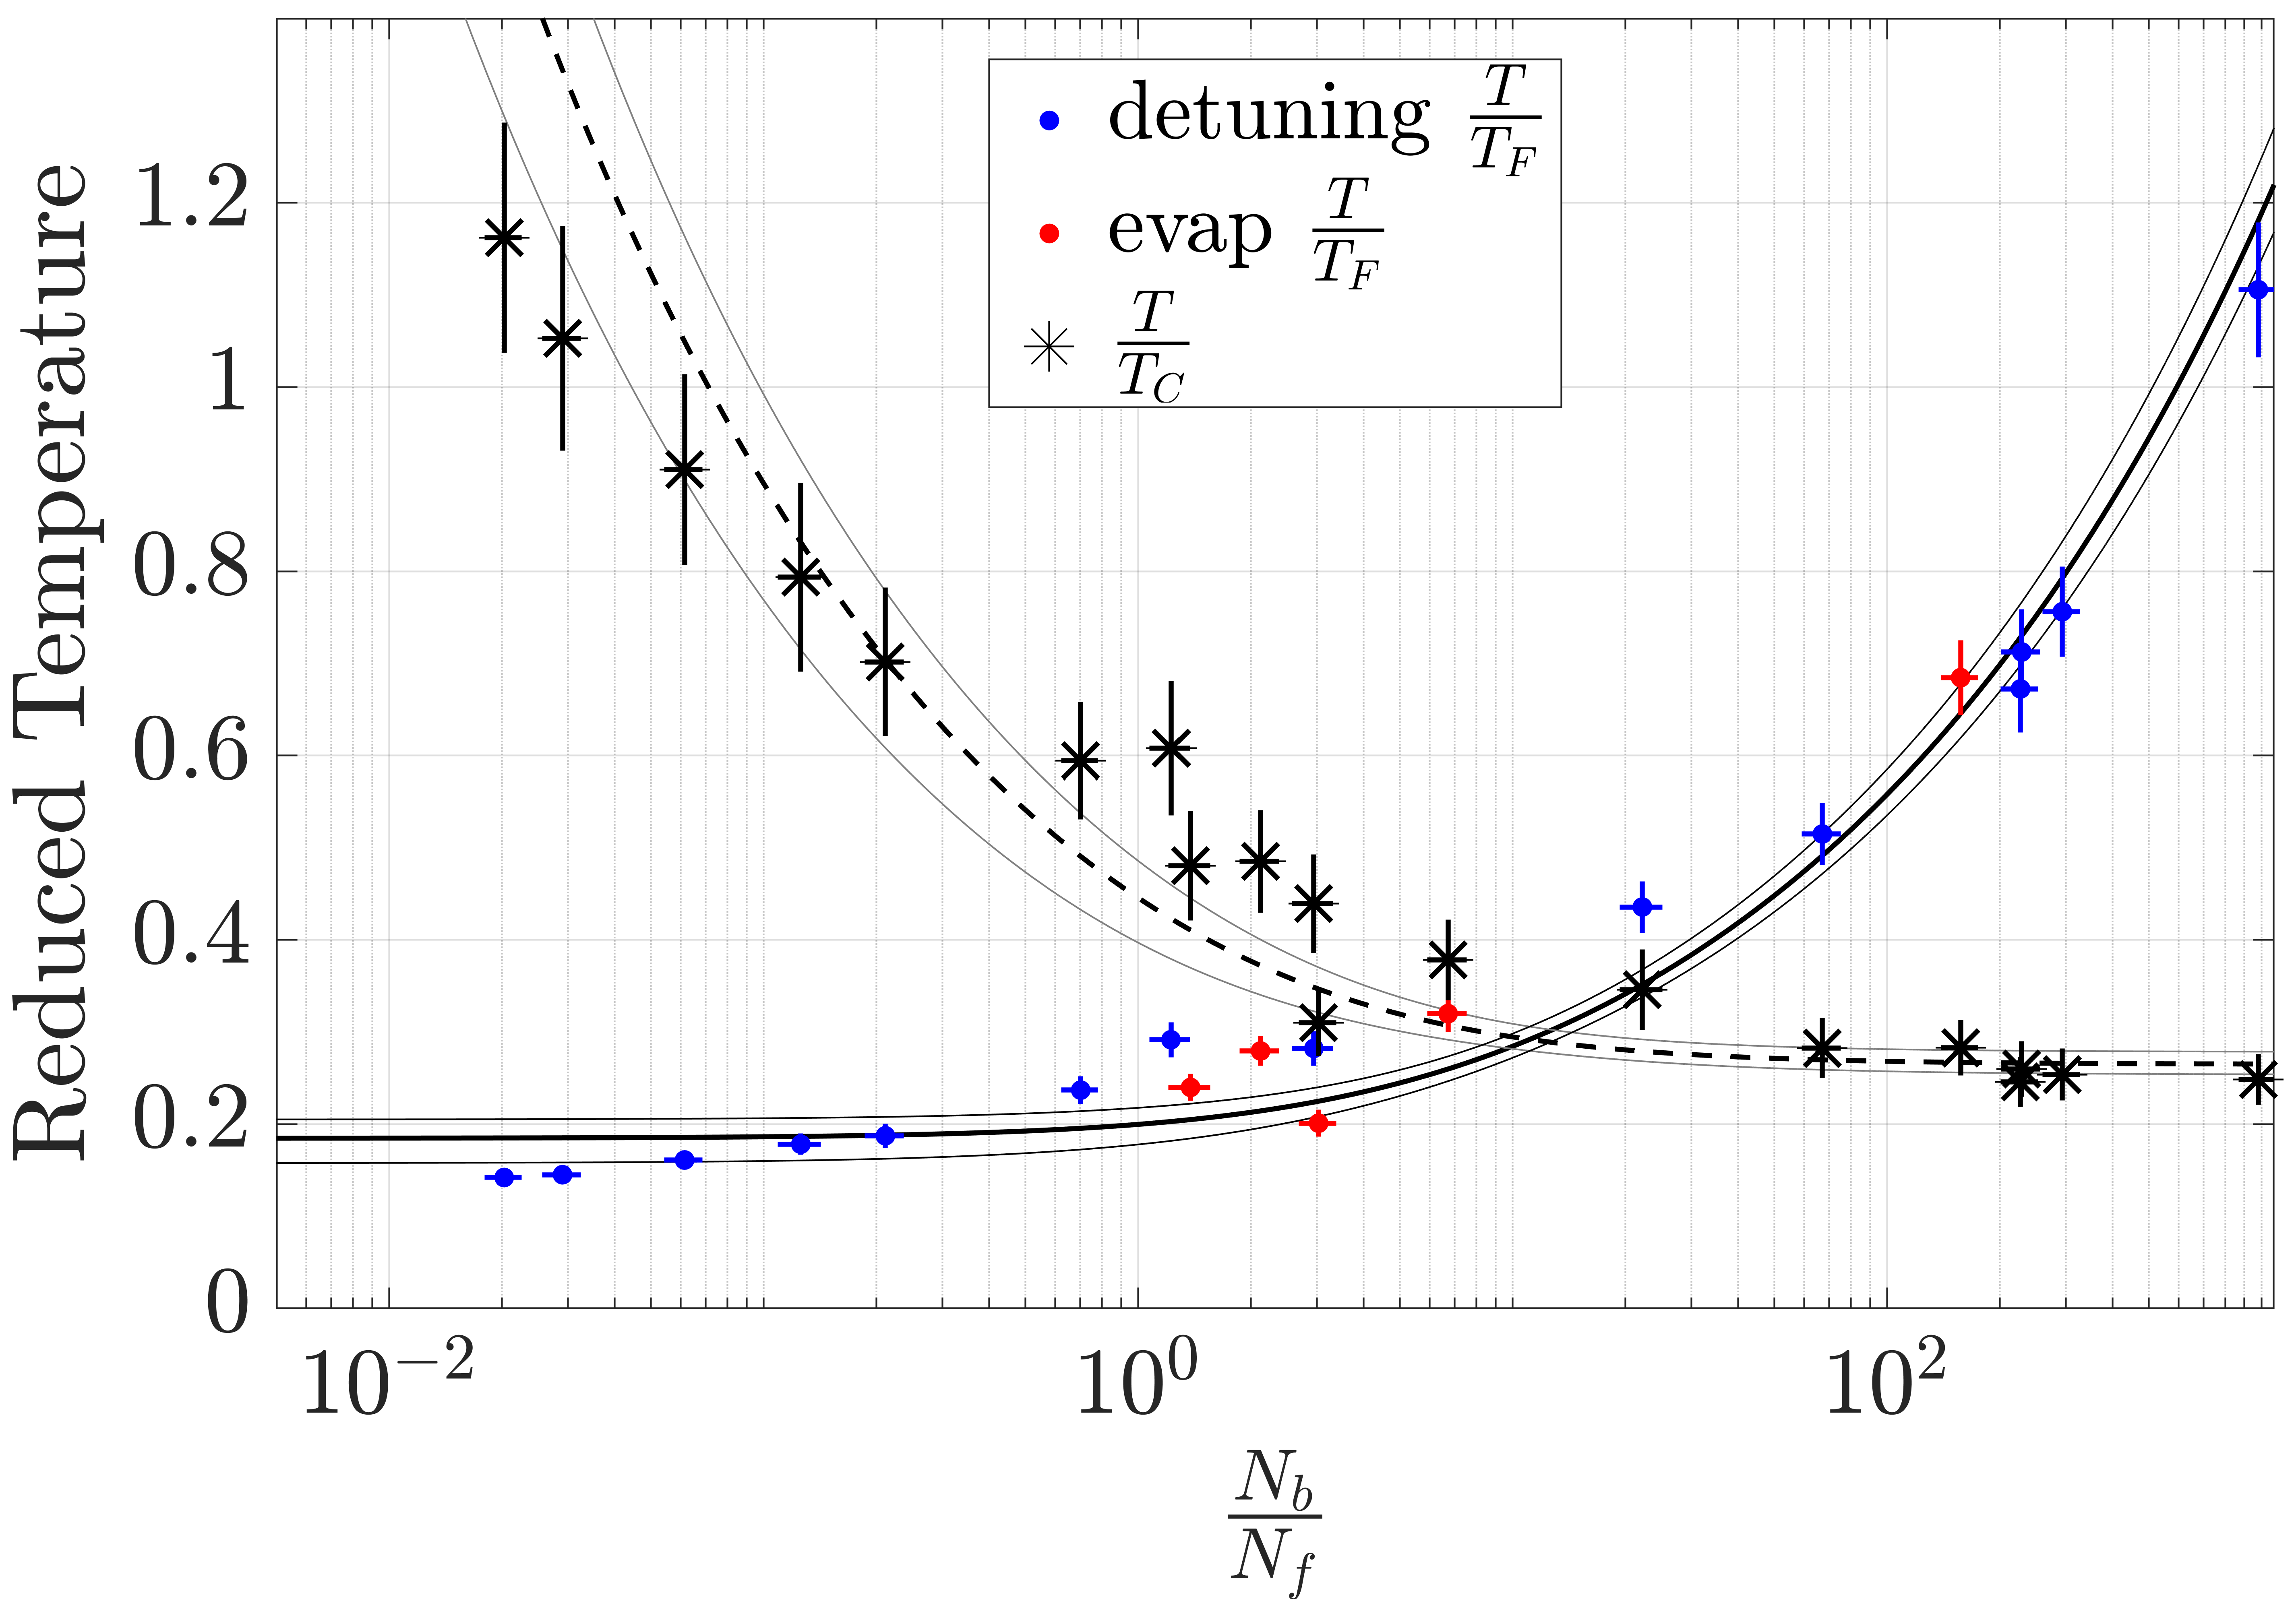 Reduced Temperature
1.2
1
0.8
0.6
0.4
0.2
0
detuning T/T_F
evap T/T_F
T/T_C
10^−2 10^0 10^2
N_b/N_f